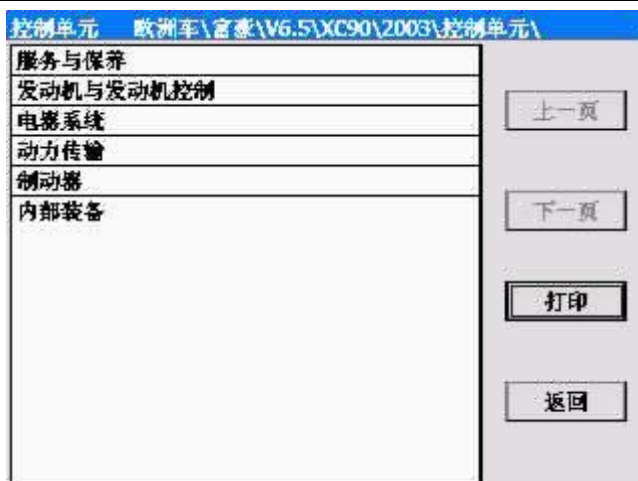 控制单元 欧洲车\富豪\V6.5\XC90\2003\控制单元\
服务与保养
发动机与发动机控制
电器系统
动力传输
制动器
内部装备
上一页
下一页
打印
返回